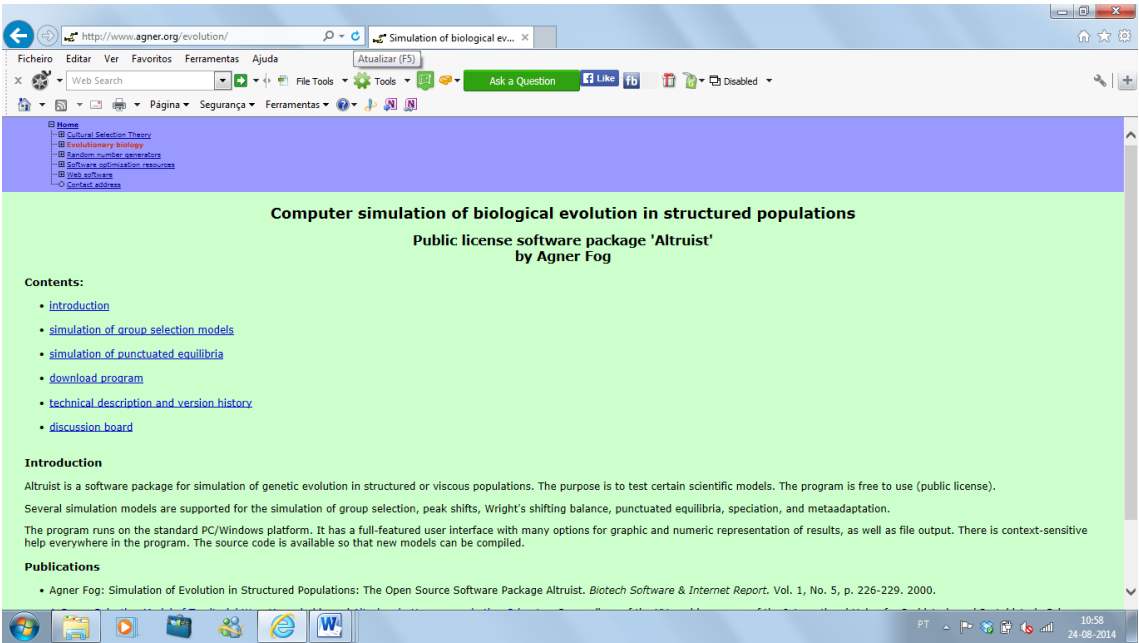 http://www.agner.org/evolution/
Simulation of biological ev...
Ficheiro Editar Ver Favoritos Ferramentas Ajuda
Atualizar (F5)
Web Search
File Tools
Tools
Ask a Question
Like
fb
Disabled
Página Segurança Ferramentas
Home
Cultural Selection Theory
Evolutionary biology
Random number generators
Software optimization resources
Web software
Contact address
Computer simulation of biological evolution in structured populations
Public license software package 'Altruist'
by Agner Fog
Contents:
• introduction
• simulation of group selection models
• simulation of punctuated equilibria
• download program
• technical description and version history
• discussion board
Introduction
Altruist is a software package for simulation of genetic evolution in structured or viscous populations. The purpose is to test certain scientific models. The program is free to use (public license).
Several simulation models are supported for the simulation of group selection, peak shifts, Wright's shifting balance, punctuated equilibria, speciation, and metaadaptation.
The program runs on the standard PC/Windows platform. It has a full-featured user interface with many options for graphic and numeric representation of results, as well as file output. There is context-sensitive
help everywhere in the program. The source code is available so that new models can be compiled.
Publications
• Agner Fog: Simulation of Evolution in Structured Populations: The Open Source Software Package Altruist. Biotech Software & Internet Report. Vol. 1, No. 5, p. 226-229. 2000.
PT
10:58
24-08-2014